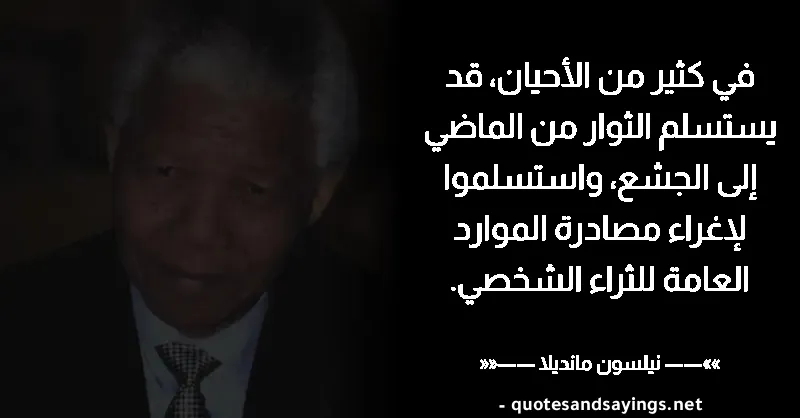 في كثير من الأحيان، قد
يستسلم الثوار من الماضي
إلى الجشع، واستسلموا
لإغراء مصادرة الموارد
العامة للثراء الشخصي.
»»—–— نيلسون مانديلا —–—««
- quotesandsayings.net